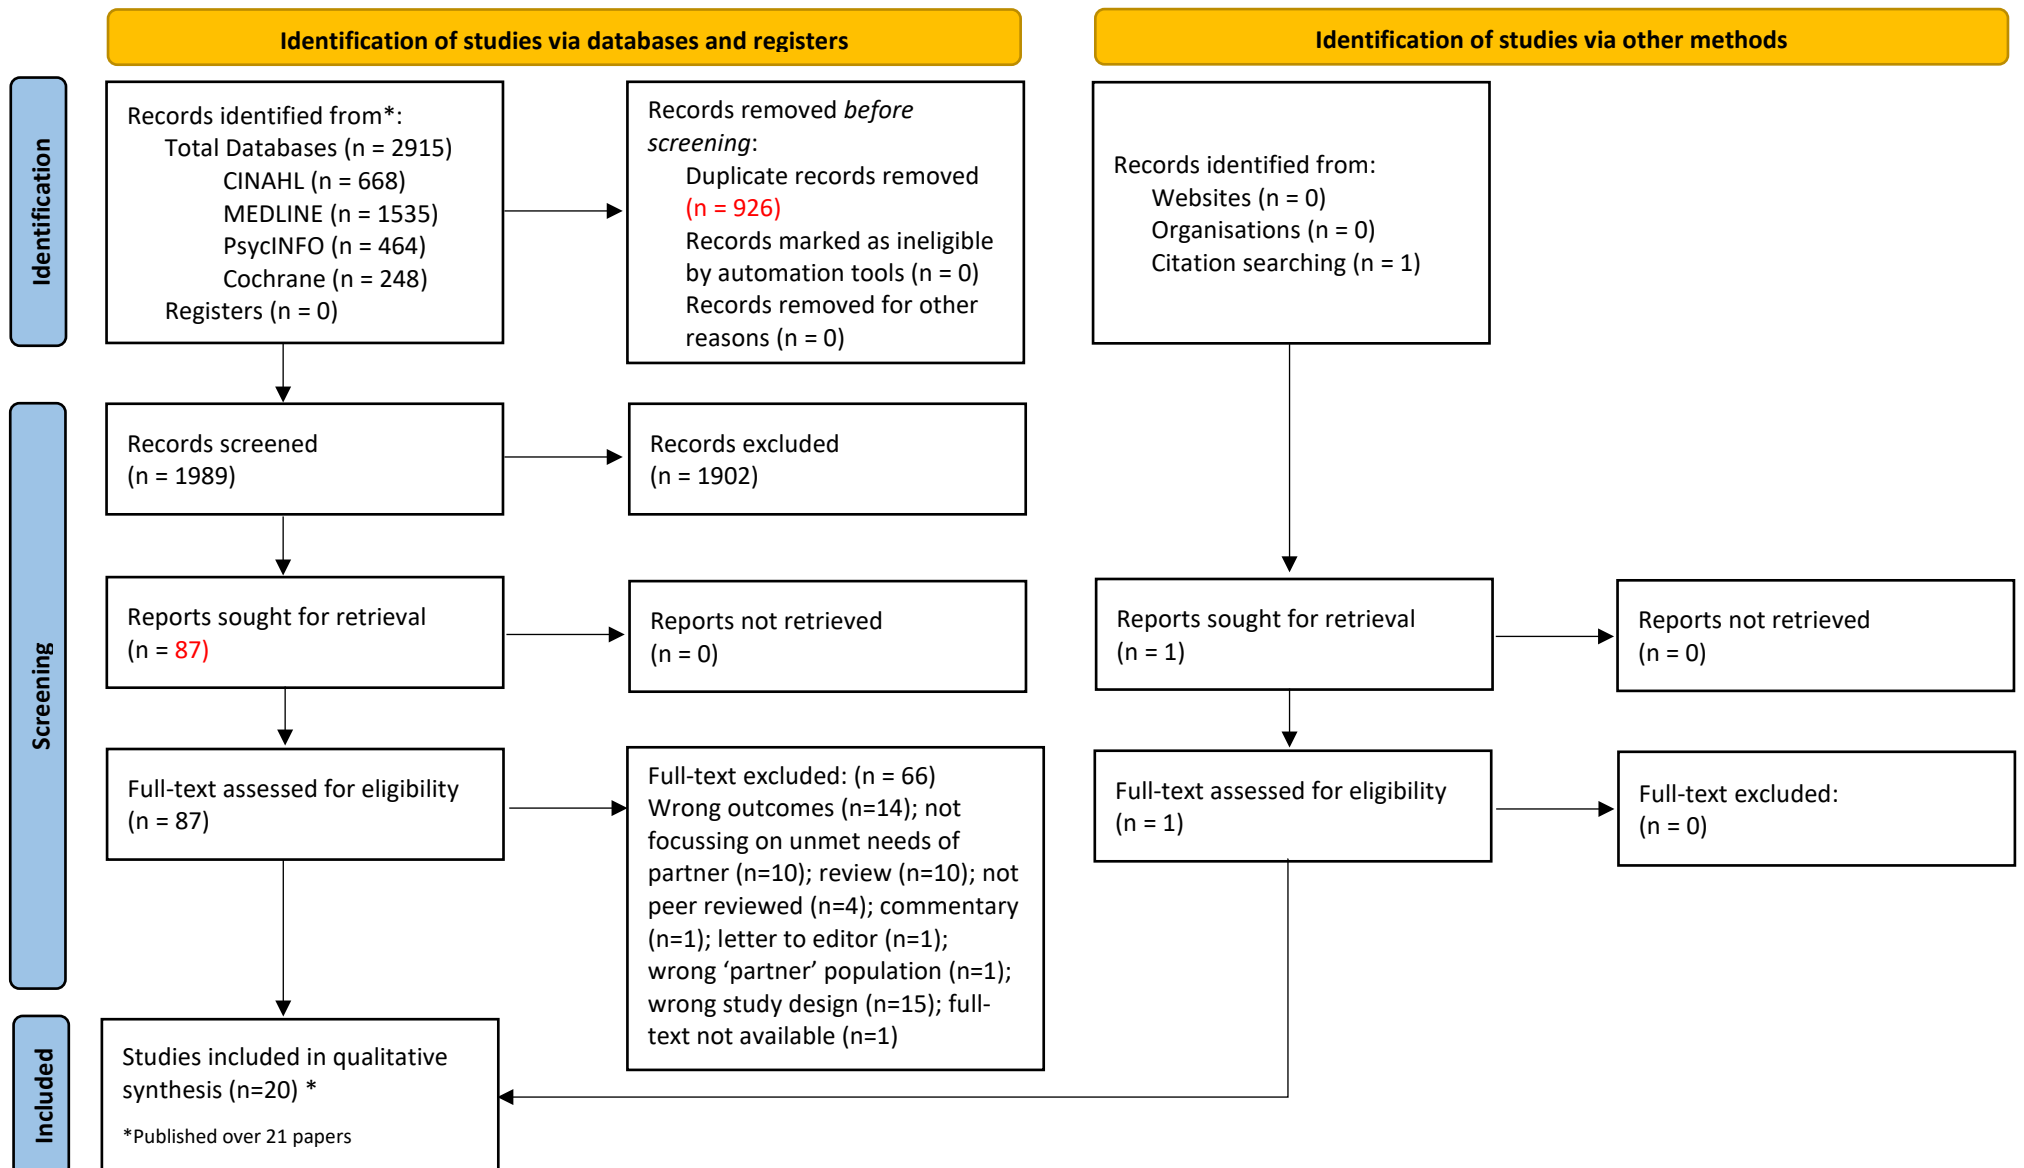 Identification of studies via databases and registers
Identification of studies via other methods
Identification
Records identified from*:
Total Databases (n = 2915)
CINAHL (n = 668)
MEDLINE (n = 1535)
PsycINFO (n = 464)
Cochrane (n = 248)
Registers (n = 0)
Records removed before
screening:
Duplicate records removed
(n = 926)
Records marked as ineligible
by automation tools (n = 0)
Records removed for other
reasons (n = 0)
Records identified from:
Websites (n = 0)
Organisations (n = 0)
Citation searching (n = 1)
Screening
Records screened
(n = 1989)
Records excluded
(n = 1902)
Reports sought for retrieval
(n = 87)
Reports not retrieved
(n = 0)
Reports sought for retrieval
(n = 1)
Reports not retrieved
(n = 0)
Full-text assessed for eligibility
(n = 87)
Full-text excluded: (n = 66)
Wrong outcomes (n=14); not
focussing on unmet needs of
partner (n=10); review (n=10); not
peer reviewed (n=4); commentary
(n=1); letter to editor (n=1);
wrong ‘partner’ population (n=1);
wrong study design (n=15); full-
text not available (n=1)
Full-text assessed for eligibility
(n = 1)
Full-text excluded:
(n = 0)
Included
Studies included in qualitative
synthesis (n=20) *
*Published over 21 papers